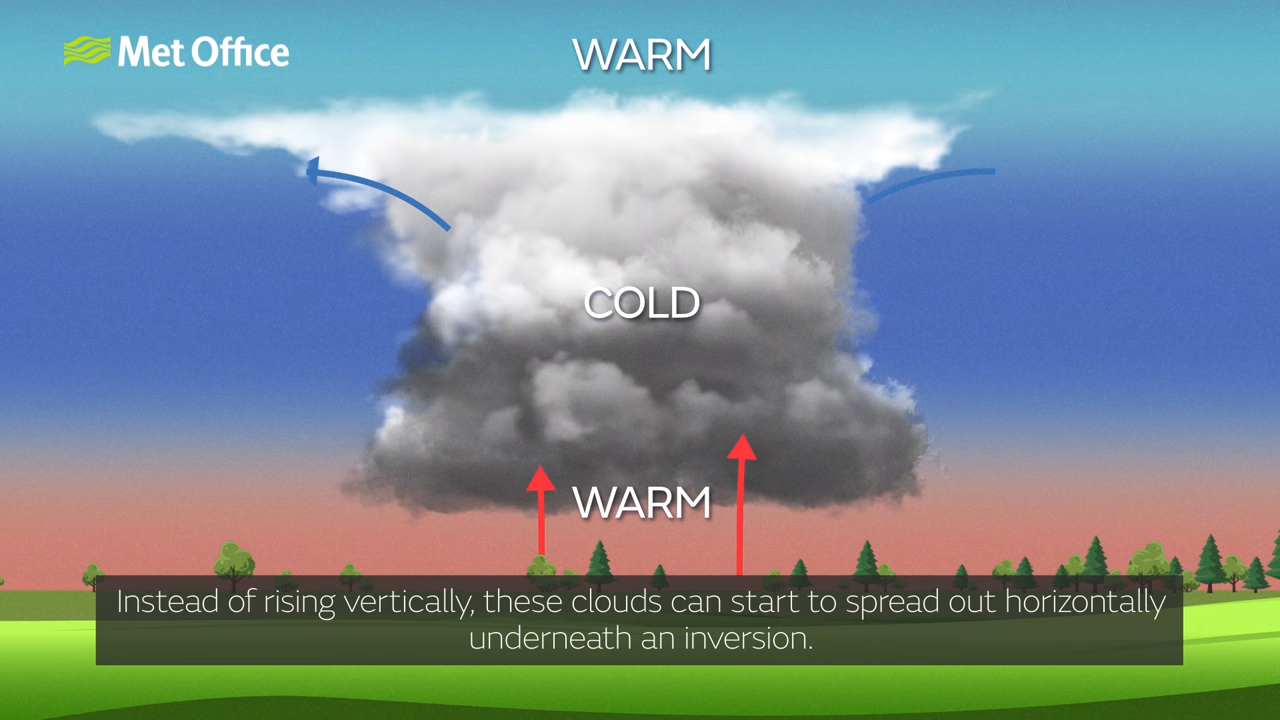 Met Office
WARM
COLD
WARM
Instead of rising vertically, these clouds can start to spread out horizontally
underneath an inversion.